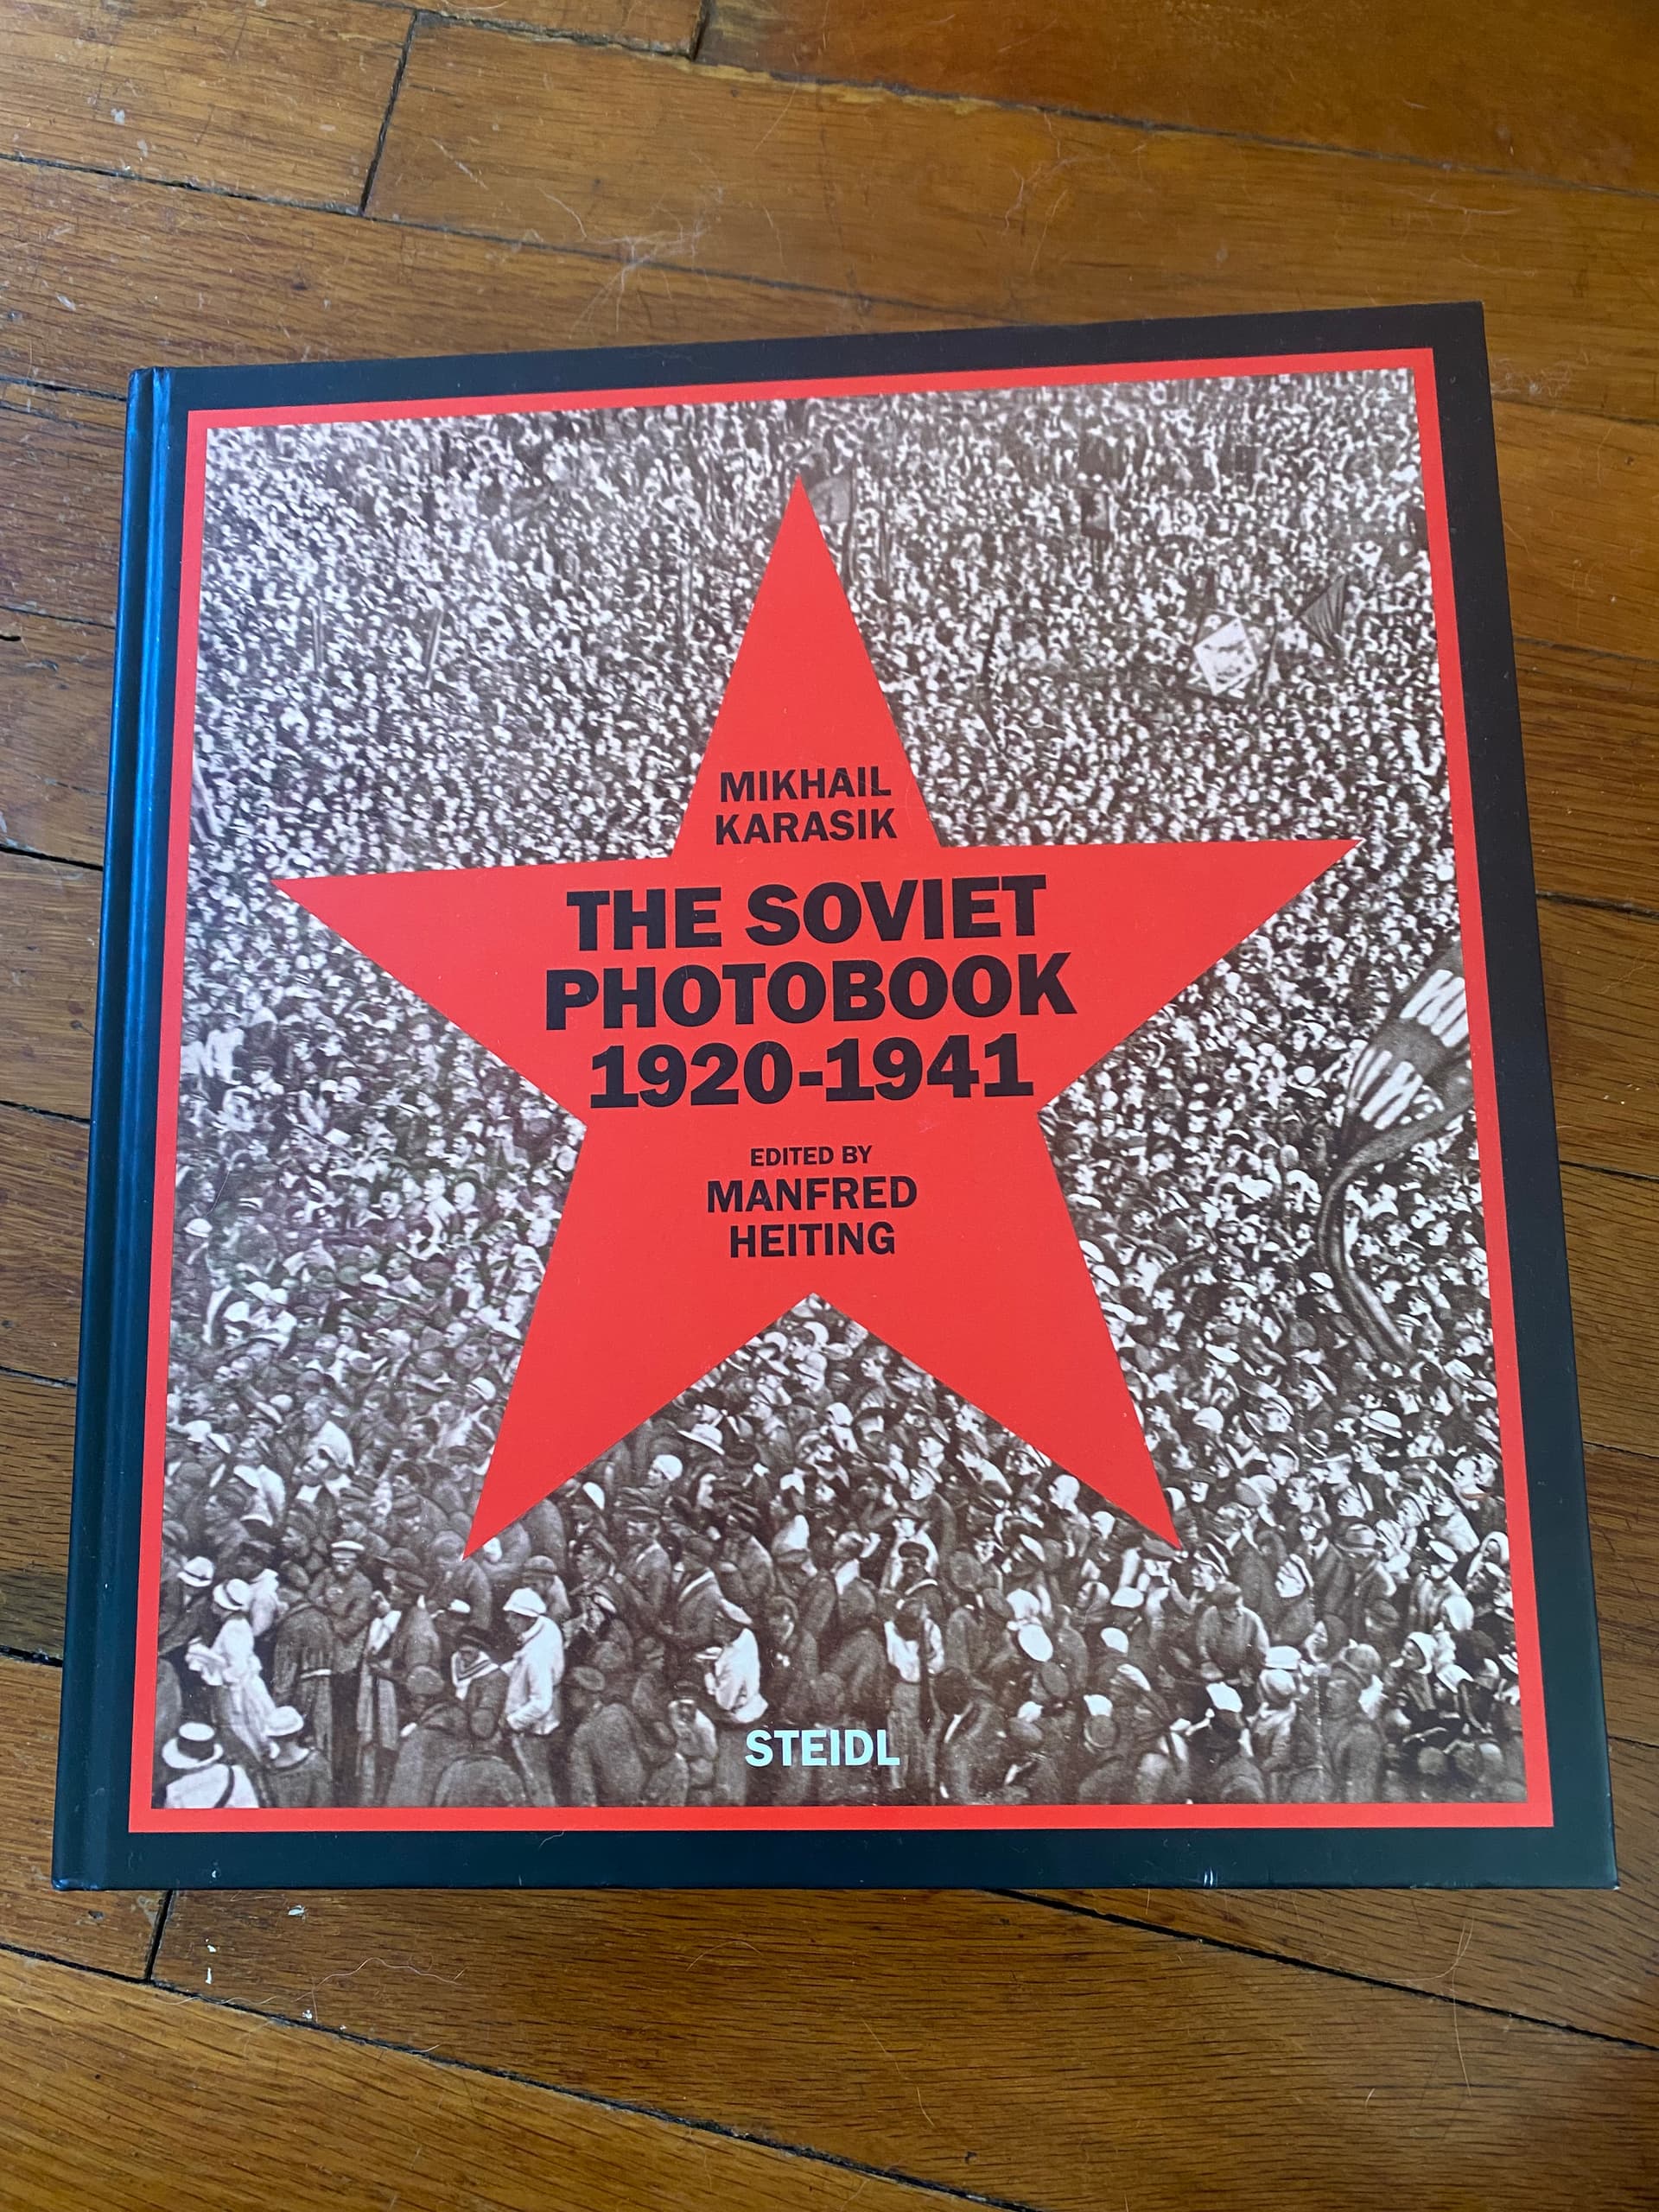 MIKHAIL
KARASIK
THE SOVIET
PHOTOBOOK
1920-1941
EDITED BY
MANFRED
HEITING
STEIDL